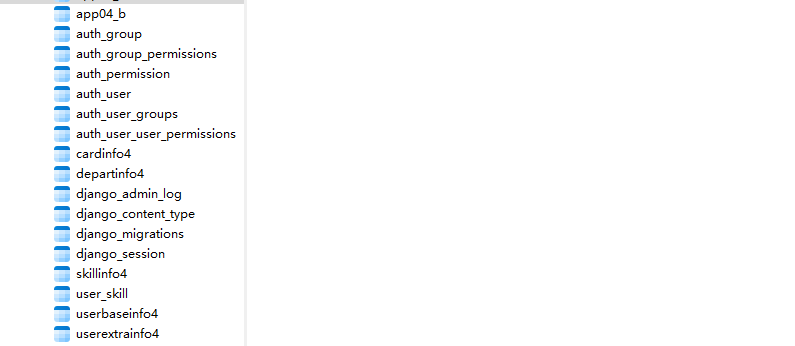 app04_b
auth_group
auth_group_permissions
auth_permission
auth_user
auth_user_groups
auth_user_user_permissions
cardinfo4
departinfo4
django_admin_log
django_content_type
django_migrations
django_session
skillinfo4
user_skill
userbaseinfo4
userextrainfo4